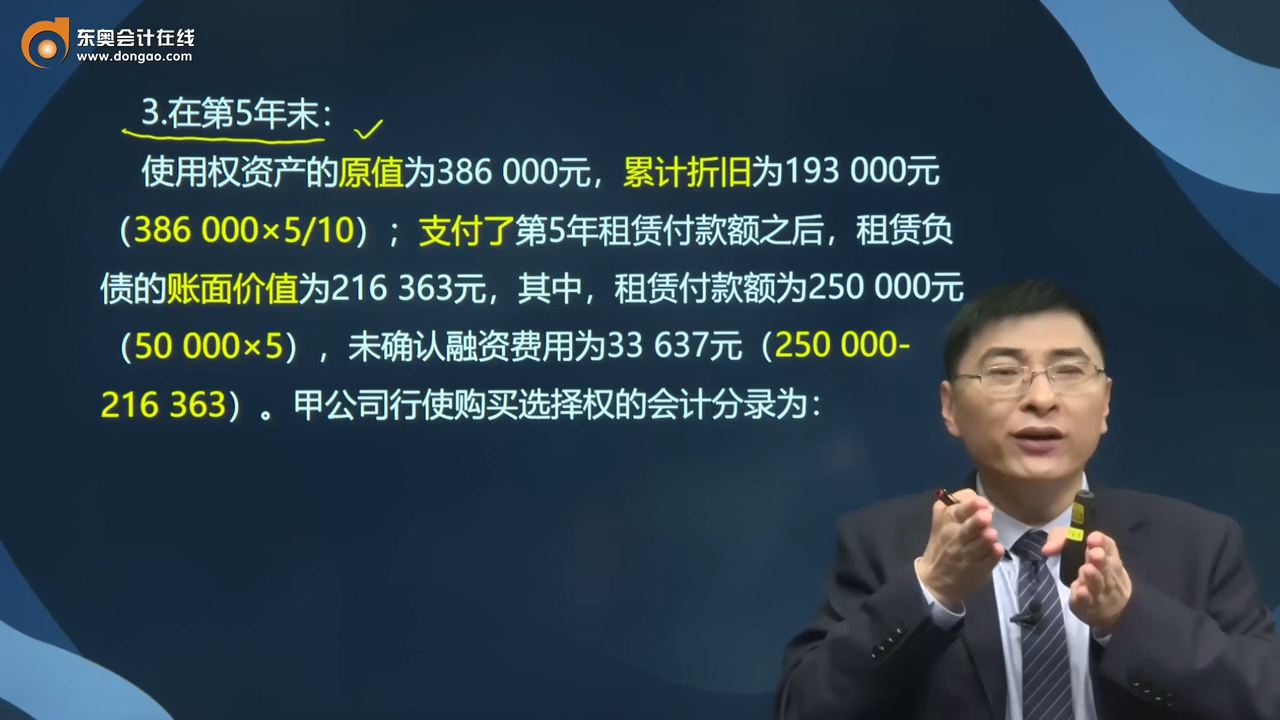 东奥会计在线
www.dongao.com
3.在第5年末：
使用权资产的原值为386 000元，累计折旧为193 000元
（386 000×5/10）；支付了第5年租赁付款额之后，租赁负
债的账面价值为216 363元，其中，租赁付款额为250 000元
（50 000×5），未确认融资费用为33 637元（250 000-
216 363）。甲公司行使购买选择权的会计分录为：